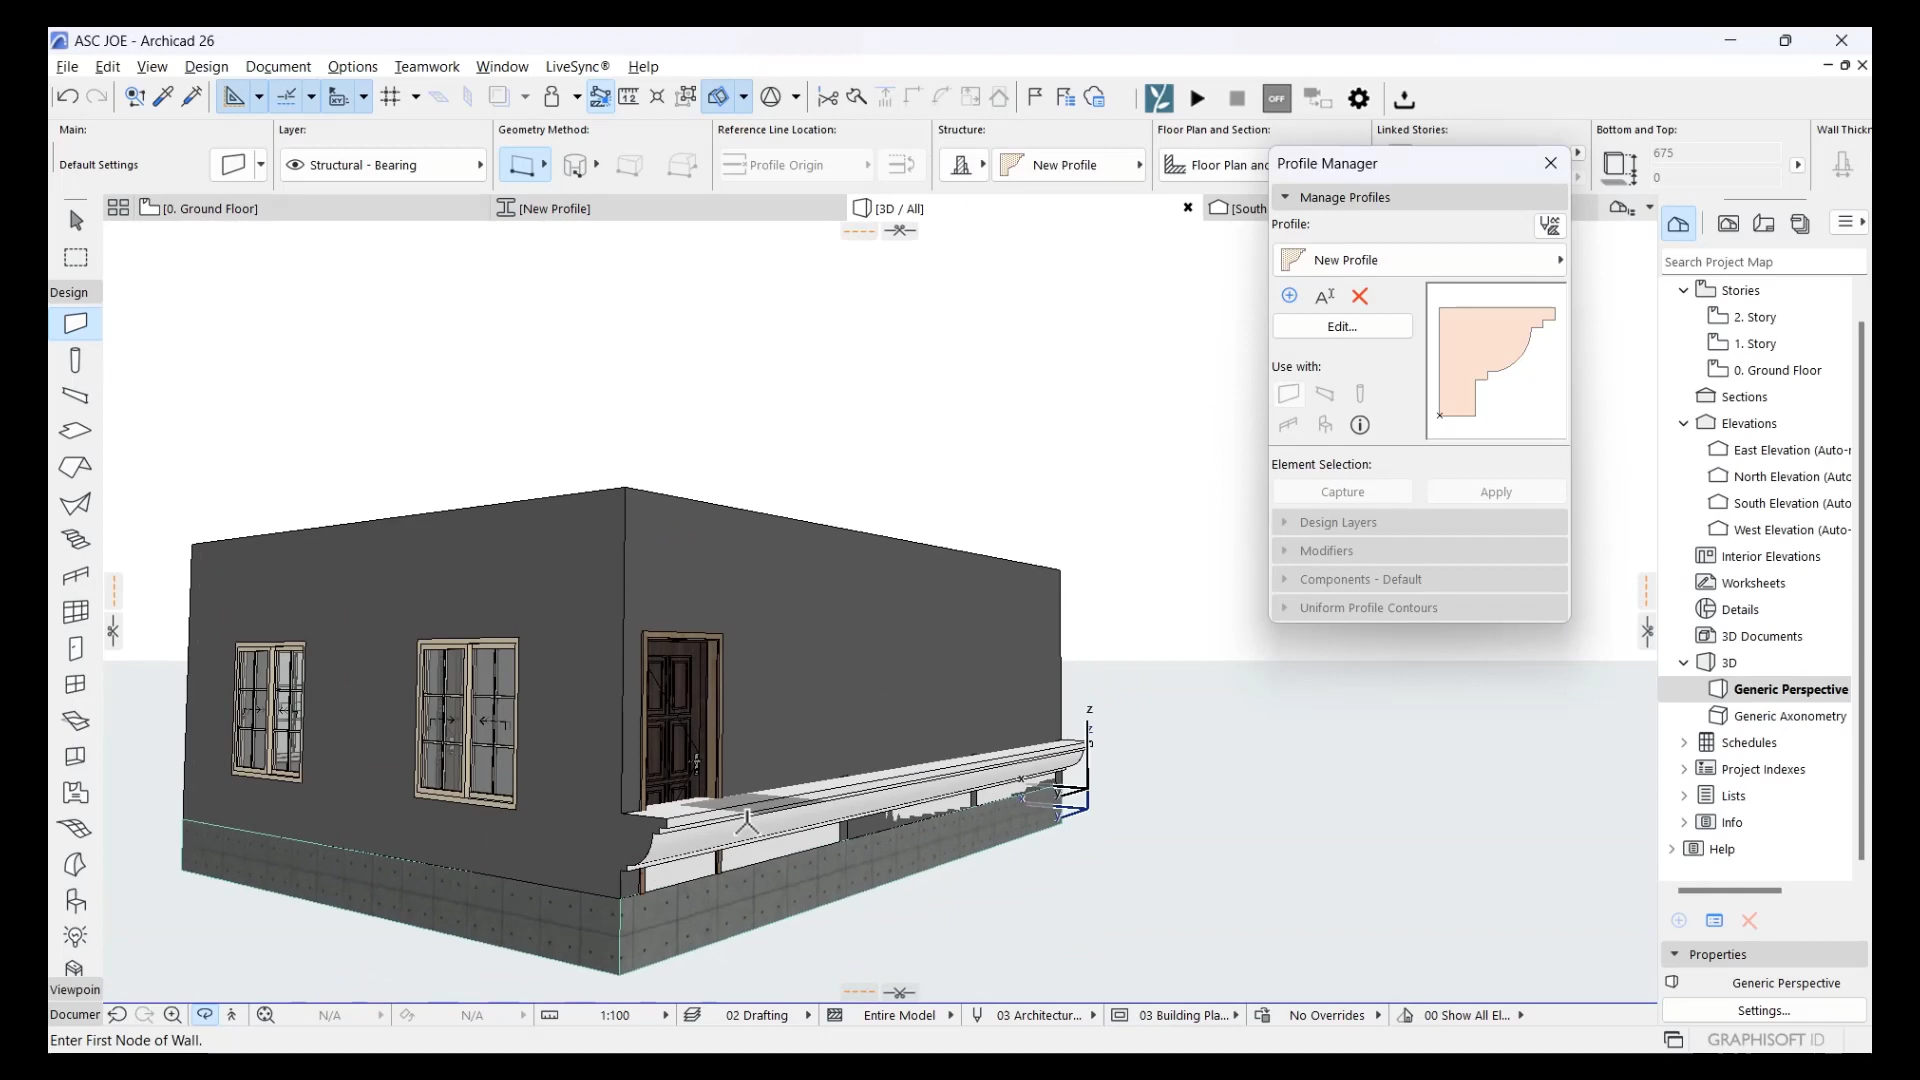 ASC JOE - Archicad 26
File Edit View Design Document Options Teamwork Window LiveSync® Help
OFF
Main: Layer: Geometry Method: Reference Line Location: Structure: Floor Plan and Section: Linked Stories: Bottom and Top: Wall Thickn
Default Settings Structural - Bearing Profile Origin New Profile Floor Plan and 675
0
[0. Ground Floor] [New Profile] [3D / All] [South
Profile Manager
Manage Profiles
Profile:
New Profile
Edit...
Use with:
Element Selection:
Capture Apply
Design Layers
Modifiers
Components - Default
Uniform Profile Contours
Design
Viewpoin
Documer
Search Project Map
Stories
2. Story
1. Story
0. Ground Floor
Sections
Elevations
East Elevation (Auto-r
North Elevation (Autc
South Elevation (Auto
West Elevation (Auto-
Interior Elevations
Worksheets
Details
3D Documents
3D
Generic Perspective
Generic Axonometry
Schedules
Project Indexes
Lists
Info
Help
Properties
Generic Perspective
Settings...
z
z
x
y
x
y
N/A N/A 1:100 02 Drafting Entire Model 03 Architectur... 03 Building Pla... No Overrides 00 Show All El...
Enter First Node of Wall.
GRAPHISOFT ID